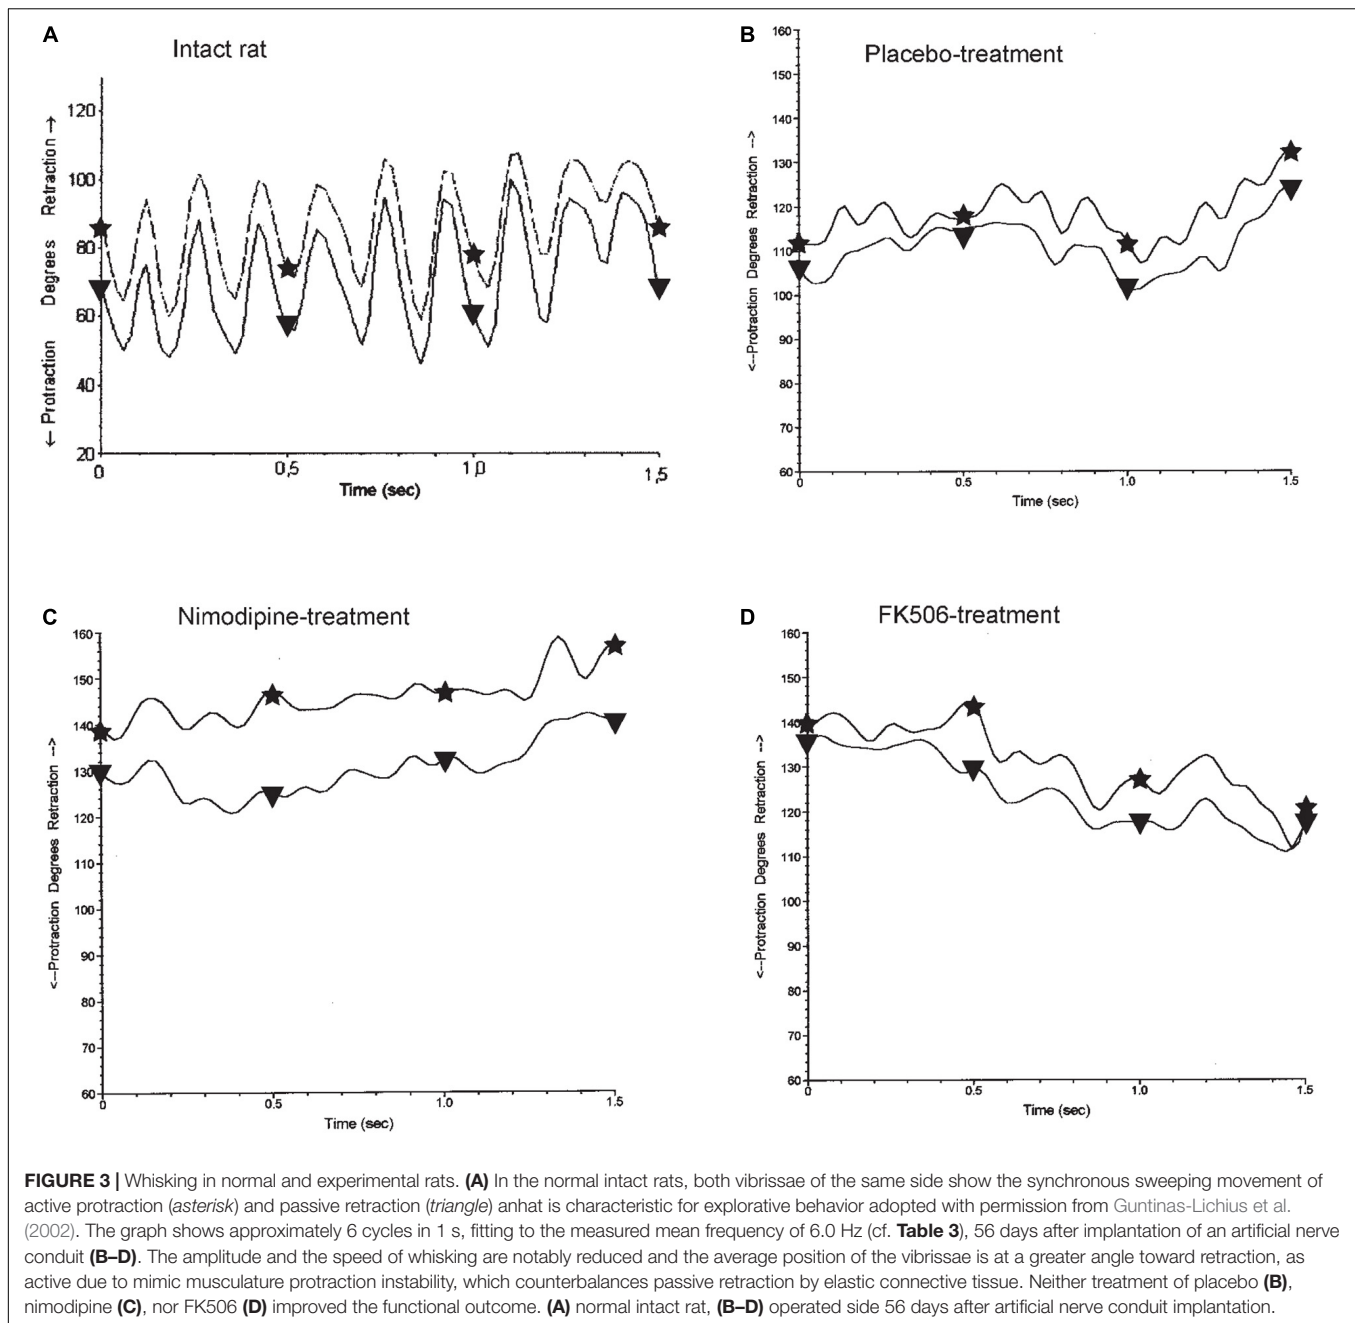 A
Intact rat
← Protraction Degrees Retraction →
120
100
80
60
40
20
0
0,5
1,0
1,5
Time (sec)
B
Placebo-treatment
<--Protraction Degrees Retraction -->
160
150
140
130
120
110
100
90
80
70
60
0
0.5
1.0
1.5
Time (sec)
C
Nimodipine-treatment
<--Protraction Degrees Retraction -->
160
150
140
130
120
110
100
90
80
70
60
0
0.5
1.0
1.5
Time (sec)
D
FK506-treatment
<--Protraction Degrees Retraction -->
160
150
140
130
120
110
100
90
80
70
60
0
0.5
1.0
1.5
Time (sec)
FIGURE 3 | Whisking in normal and experimental rats. (A) In the normal intact rats, both vibrissae of the same side show the synchronous sweeping movement of
active protraction (asterisk) and passive retraction (triangle) anhat is characteristic for explorative behavior adopted with permission from Guntinas-Lichius et al.
(2002). The graph shows approximately 6 cycles in 1 s, fitting to the measured mean frequency of 6.0 Hz (cf. Table 3), 56 days after implantation of an artificial nerve
conduit (B–D). The amplitude and the speed of whisking are notably reduced and the average position of the vibrissae is at a greater angle toward retraction, as
active due to mimic musculature protraction instability, which counterbalances passive retraction by elastic connective tissue. Neither treatment of placebo (B),
nimodipine (C), nor FK506 (D) improved the functional outcome. (A) normal intact rat, (B–D) operated side 56 days after artificial nerve conduit implantation.